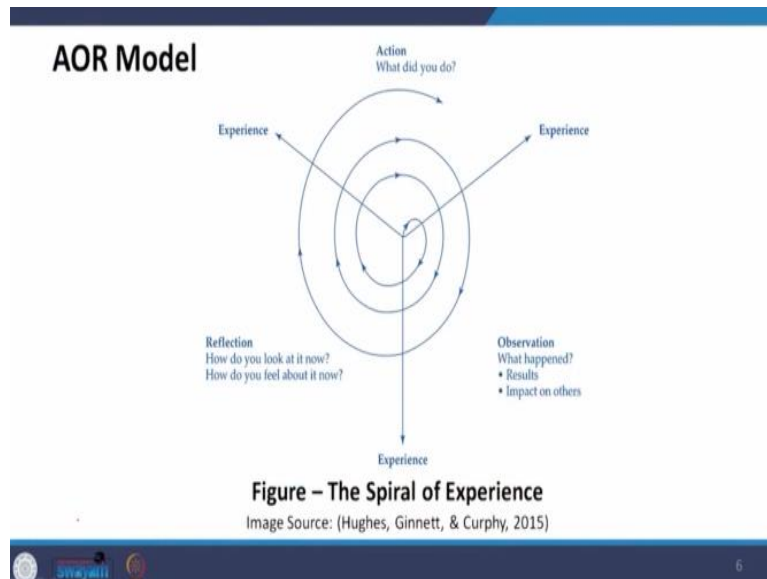 AOR Model
Action
What did you do?
Experience
Experience
Reflection
How do you look at it now?
How do you feel about it now?
Observation
What happened?
• Results
• Impact on others
Experience
Figure – The Spiral of Experience
Image Source: (Hughes, Ginnett, & Curphy, 2015)
swayam
6